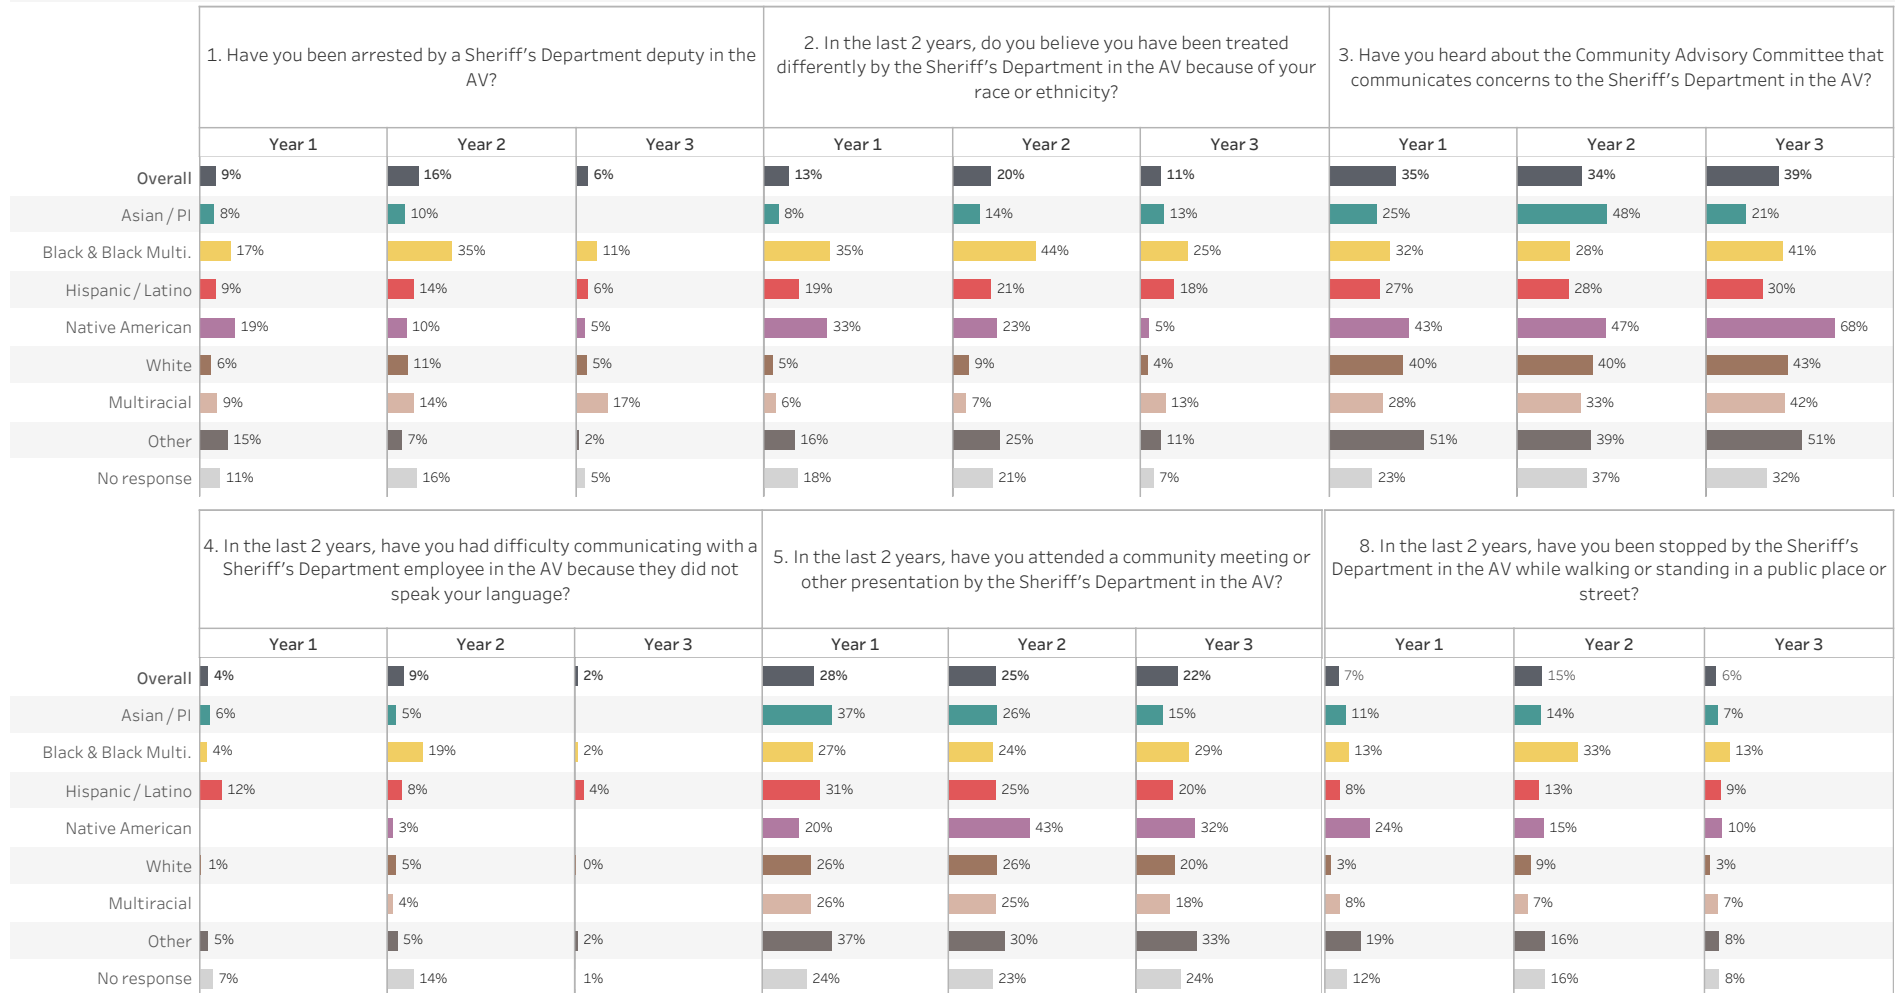 1. Have you been arrested by a Sheriff's Department deputy in the
AV?
2. In the last 2 years, do you believe you have been treated
differently by the Sheriff's Department in the AV because of your
race or ethnicity?
3. Have you heard about the Community Advisory Committee that
communicates concerns to the Sheriff's Department in the AV?
Year 1 Year 2 Year 3 Year 1 Year 2 Year 3 Year 1 Year 2 Year 3
Overall 9% 16% 6% 13% 20% 11% 35% 34% 39%
Asian / PI 8% 10% 8% 14% 13% 25% 48% 21%
Black & Black Multi. 17% 35% 11% 35% 44% 25% 32% 28% 41%
Hispanic / Latino 9% 14% 6% 19% 21% 18% 27% 28% 30%
Native American 19% 10% 5% 33% 23% 5% 43% 47% 68%
White 6% 11% 5% 5% 9% 4% 40% 40% 43%
Multiracial 9% 14% 17% 6% 7% 13% 28% 33% 42%
Other 15% 7% 2% 16% 25% 11% 51% 39% 51%
No response 11% 16% 5% 18% 21% 7% 23% 37% 32%
4. In the last 2 years, have you had difficulty communicating with a
Sheriff's Department employee in the AV because they did not
speak your language?
5. In the last 2 years, have you attended a community meeting or
other presentation by the Sheriff's Department in the AV?
8. In the last 2 years, have you been stopped by the Sheriff's
Department in the AV while walking or standing in a public place or
street?
Year 1 Year 2 Year 3 Year 1 Year 2 Year 3 Year 1 Year 2 Year 3
Overall 4% 9% 2% 28% 25% 22% 7% 15% 6%
Asian / PI 6% 5% 37% 26% 15% 11% 14% 7%
Black & Black Multi. 4% 19% 2% 27% 24% 29% 13% 33% 13%
Hispanic / Latino 12% 8% 4% 31% 25% 20% 8% 13% 9%
Native American 3% 20% 43% 32% 24% 15% 10%
White 1% 5% 0% 26% 26% 20% 3% 9% 3%
Multiracial 4% 26% 25% 18% 8% 7% 7%
Other 5% 5% 2% 37% 30% 33% 19% 16% 8%
No response 7% 14% 1% 24% 23% 24% 12% 16% 8%